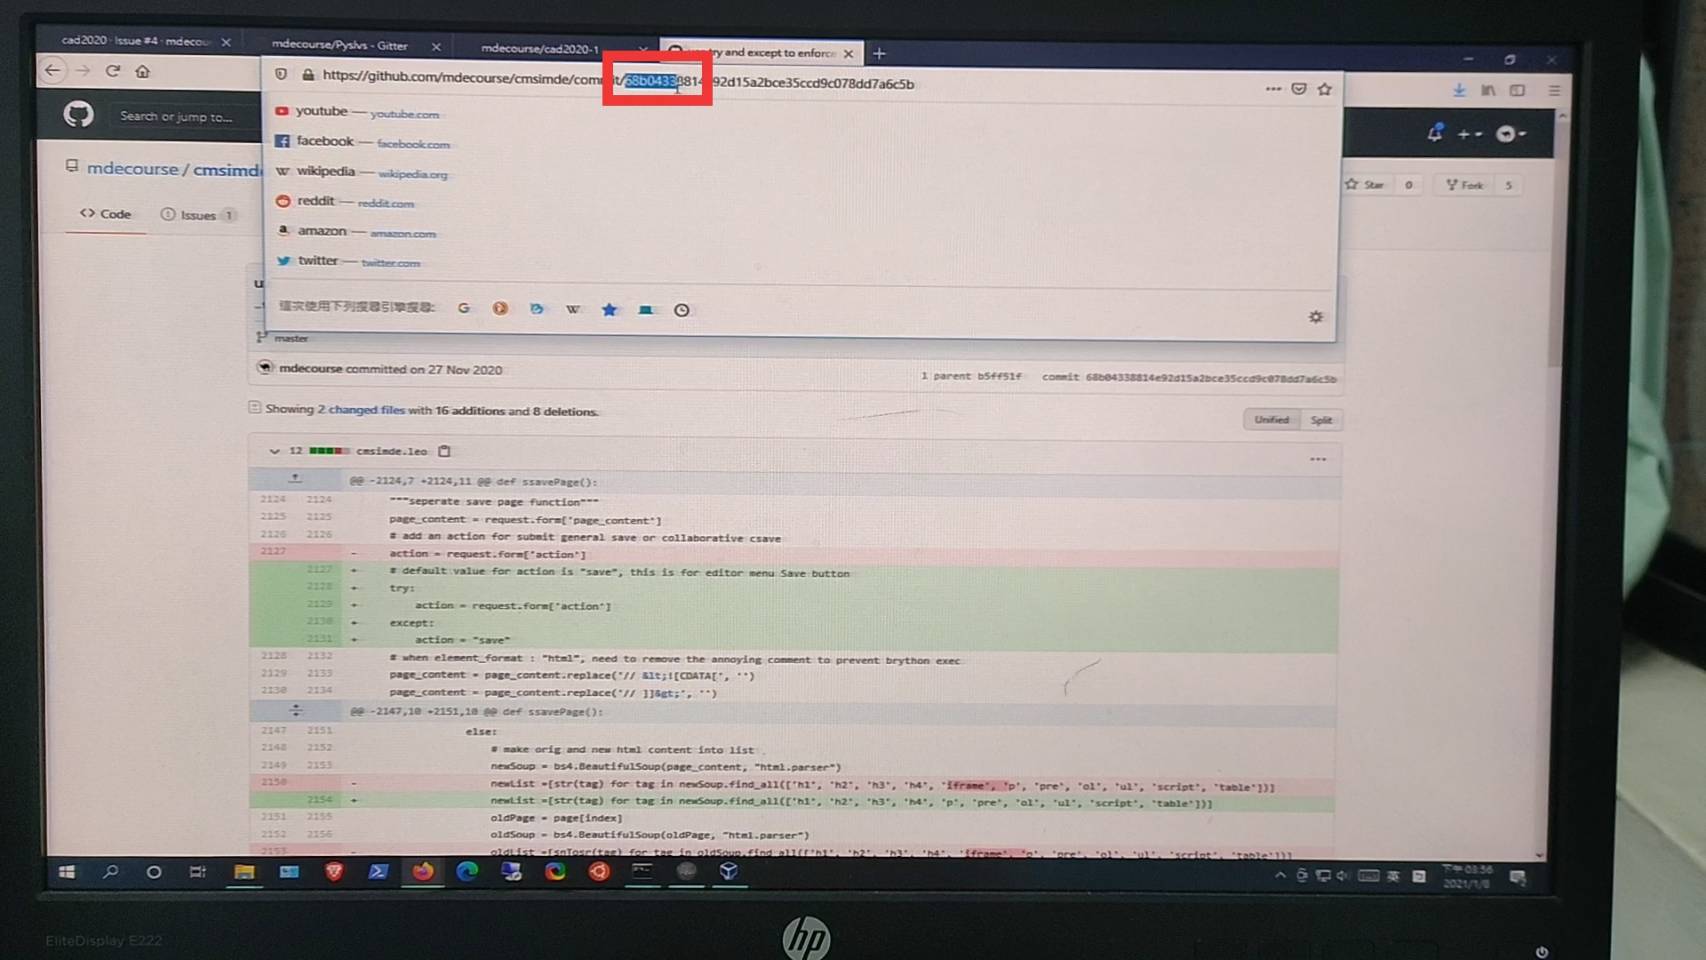 cad2020 · Issue #4 · mdecou
mdecourse/Pyslvs - Gitter
mdecourse/cad2020-1
try and except to enforce
https://github.com/mdecourse/cmsimde/commit/68b04338814e92d15a2bce35ccd9c078dd7a6c5b
Search or jump to...
youtube — youtube.com
facebook — facebook.com
wikipedia — wikipedia.org
reddit — reddit.com
amazon — amazon.com
twitter — twitter.com
這次使用下列搜尋引擎搜尋:
mdecourse / cmsimd
Star 0
Fork 5
Code
Issues 1
master
mdecourse committed on 27 Nov 2020
1 parent b5ff51f commit 68b04338814e92d15a2bce35ccd9c078dd7a6c5b
Showing 2 changed files with 16 additions and 8 deletions.
Unified Split
12 cmsimde.leo
@@ -2124,7 +2124,11 @@ def ssavePage():
2124 2124 """seperate save page function"""
2125 2125 page_content = request.form['page_content']
2126 2126 # add an action for submit general save or collaborative csave
2127 - action = request.form['action']
2127 + # default value for action is "save", this is for editor menu Save button
2128 + try:
2129 + action = request.form['action']
2130 + except:
2131 + action = "save"
2128 2132 # when element_format : "html", need to remove the annoying comment to prevent brython exec
2129 2133 page_content = page_content.replace('// &lt;![CDATA[', '')
2130 2134 page_content = page_content.replace('// ]]&gt;', '')
@@ -2147,10 +2151,10 @@ def ssavePage():
2147 2151 else:
2148 2152 # make orig and new html content into list
2149 2153 newSoup = bs4.BeautifulSoup(page_content, "html.parser")
2150 - newList =[str(tag) for tag in newSoup.find_all(['h1', 'h2', 'h3', 'h4', 'iframe', 'p', 'pre', 'ol', 'ul', 'script', 'table'])]
2154 + newList =[str(tag) for tag in newSoup.find_all(['h1', 'h2', 'h3', 'h4', 'p', 'pre', 'ol', 'ul', 'script', 'table'])]
2151 2155 oldPage = page[index]
2152 2156 oldSoup = bs4.BeautifulSoup(oldPage, "html.parser")
2153 - for tag in oldSoup.find_all(['h1', 'h2', 'h3', 'h4', 'iframe', 'p', 'pre', 'ol', 'ul', 'script', 'table'])]
英
下午 03:56
2021/1/8
EliteDisplay E222
hp